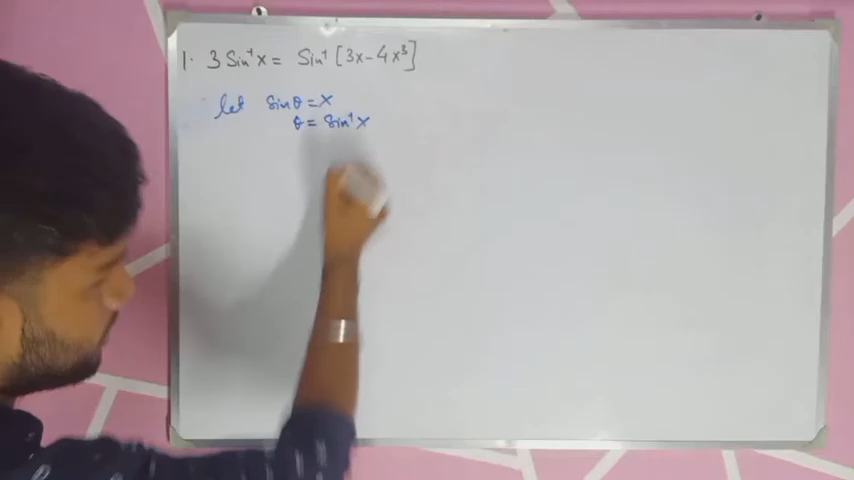 1. 3 Sin⁻¹x = Sin⁻¹ [3x - 4x³]
let Sinθ = x
θ = Sin⁻¹x